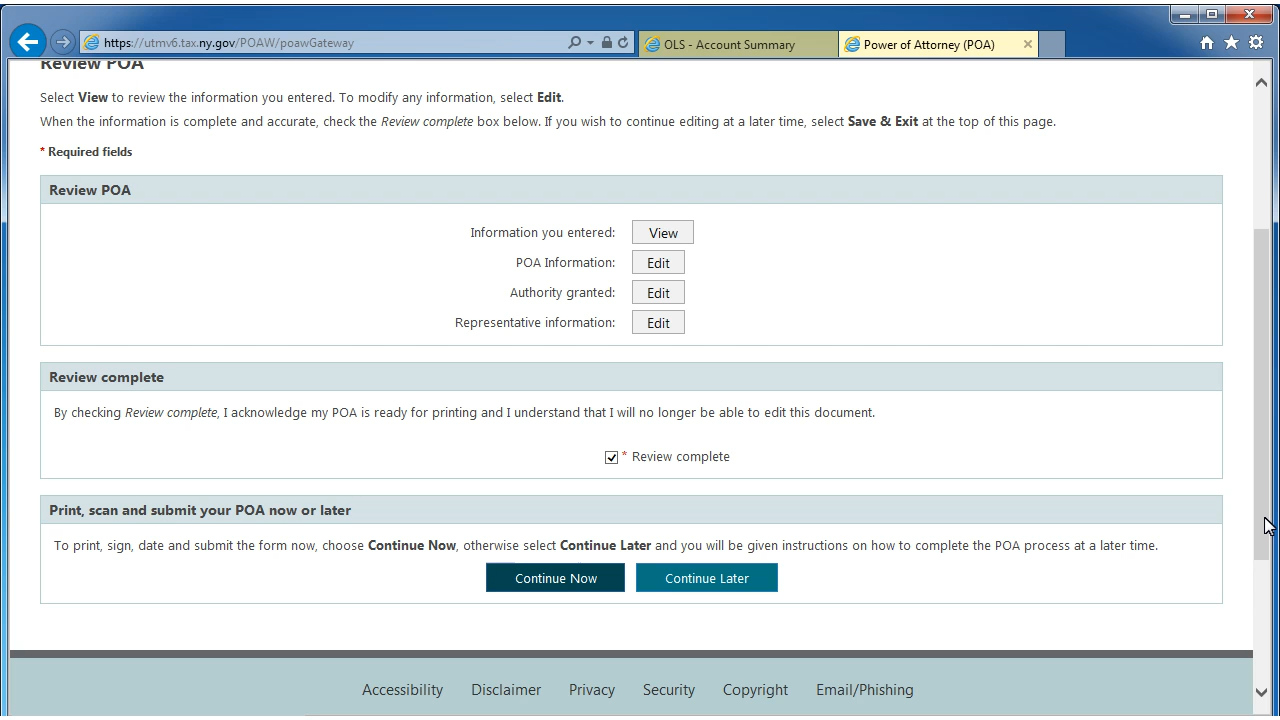 https://utmv6.tax.ny.gov/POAW/poawGateway
OLS - Account Summary
Power of Attorney (POA)
Review POA
Select View to review the information you entered. To modify any information, select Edit.
When the information is complete and accurate, check the Review complete box below. If you wish to continue editing at a later time, select Save & Exit at the top of this page.
* Required fields
Review POA
Information you entered: View
POA Information: Edit
Authority granted: Edit
Representative information: Edit
Review complete
By checking Review complete, I acknowledge my POA is ready for printing and I understand that I will no longer be able to edit this document.
* Review complete
Print, scan and submit your POA now or later
To print, sign, date and submit the form now, choose Continue Now, otherwise select Continue Later and you will be given instructions on how to complete the POA process at a later time.
Continue Now Continue Later
Accessibility Disclaimer Privacy Security Copyright Email/Phishing